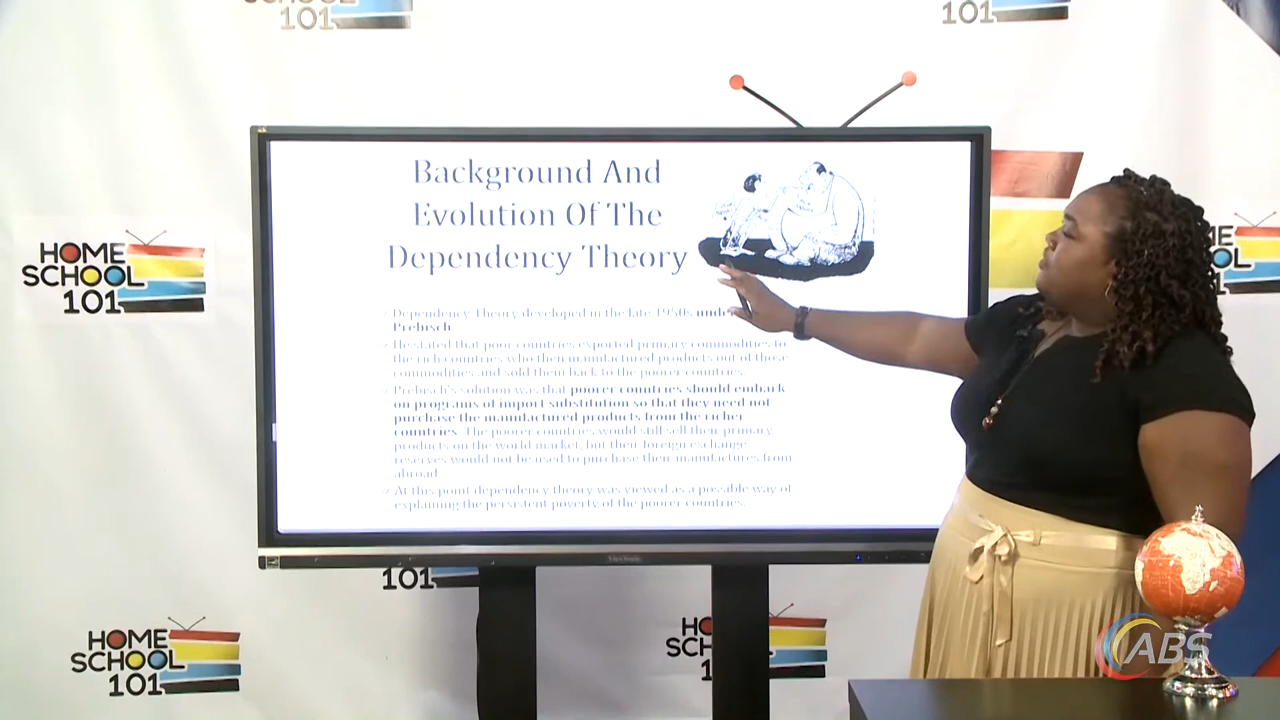 SCHOOL
101
101
Background And
Evolution Of The
Dependency Theory
HOME
SCHOOL
101
Dependency Theory developed in the late 1950s under
Prebisch
He stated that poor countries exported primary commodities to
the rich countries who then manufactured products out of those
commodities and sold them back to the poorer countries.
Prebisch's solution was that poorer countries should embark
on programs of import substitution so that they need not
purchase the manufactured products from the richer
countries. The poorer countries would still sell their primary
products on the world market, but their foreign exchange
reserves would not be used to purchase their manufactures from
abroad
At this point dependency theory was viewed as a possible way of
explaining the persistent poverty of the poorer countries.
ViewSonic
101
HOME
SCHOOL
101
ABS